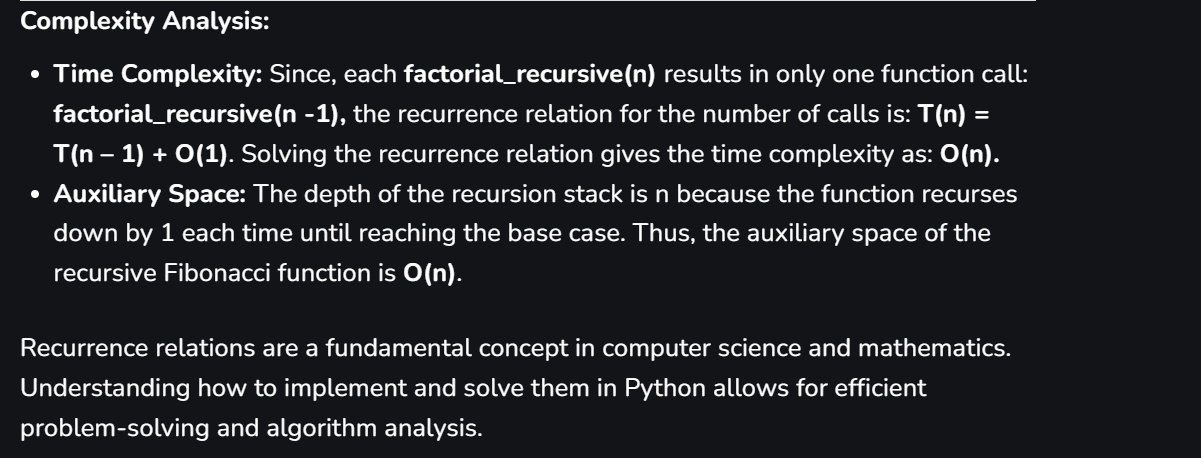 Complexity Analysis:
• Time Complexity: Since, each factorial_recursive(n) results in only one function call:
factorial_recursive(n -1), the recurrence relation for the number of calls is: T(n) =
T(n – 1) + O(1). Solving the recurrence relation gives the time complexity as: O(n).
• Auxiliary Space: The depth of the recursion stack is n because the function recurses
down by 1 each time until reaching the base case. Thus, the auxiliary space of the
recursive Fibonacci function is O(n).
Recurrence relations are a fundamental concept in computer science and mathematics.
Understanding how to implement and solve them in Python allows for efficient
problem-solving and algorithm analysis.